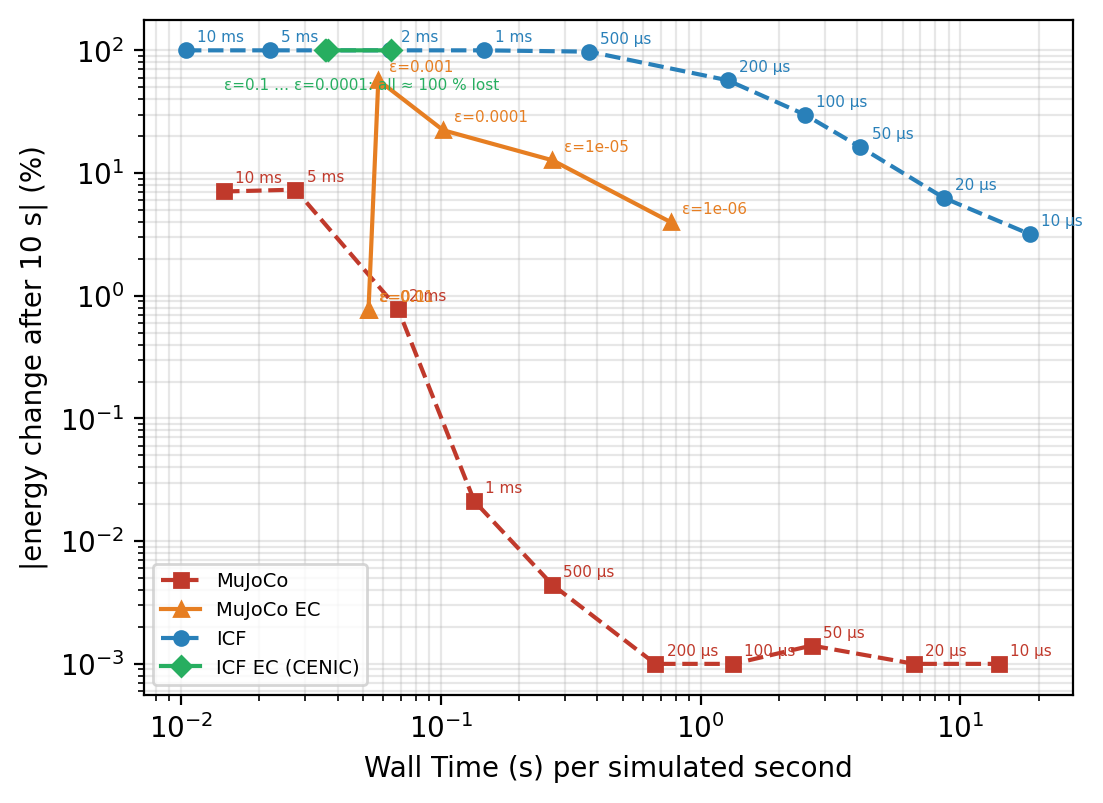 10²
10¹
10⁰
10⁻¹
10⁻²
10⁻³
|energy change after 10 s| (%)
10 ms
5 ms
2 ms
1 ms
500 µs
200 µs
100 µs
50 µs
20 µs
10 µs
ε=0.001
ε=0.1 ... ε=0.0001: all ≈ 100 % lost
ε=0.0001
ε=1e-05
ε=1e-06
10 ms
5 ms
2 ms
1 ms
500 µs
200 µs
100 µs
50 µs
20 µs
10 µs
MuJoCo
MuJoCo EC
ICF
ICF EC (CENIC)
10⁻²
10⁻¹
10⁰
10¹
Wall Time (s) per simulated second